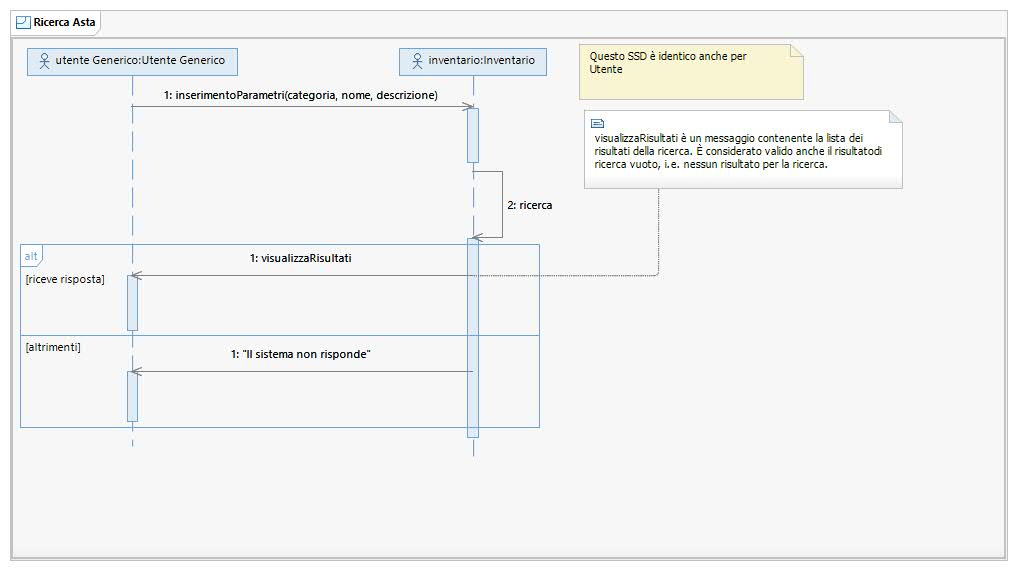 Ricerca Asta
utente Generico:Utente Generico
inventario:Inventario
Questo SSD è identico anche per
Utente
1: inserimentoParametri(categoria, nome, descrizione)
visualizzaRisultati è un messaggio contenente la lista dei
risultati della ricerca. È considerato valido anche il risultatodi
ricerca vuoto, i.e. nessun risultato per la ricerca.
2: ricerca
alt
1: visualizzaRisultati
[riceve risposta]
[altrimenti]
1: "Il sistema non risponde"